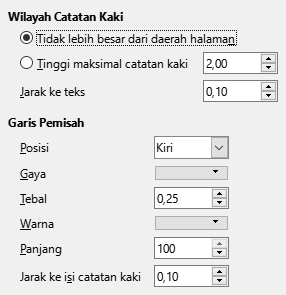 Wilayah Catatan Kaki
Tidak lebih besar dari daerah halaman
Tinggi maksimal catatan kaki 2,00
Jarak ke teks 0,10
Garis Pemisah
Posisi Kiri
Gaya
Tebal 0,25
Warna
Panjang 100
Jarak ke isi catatan kaki 0,10